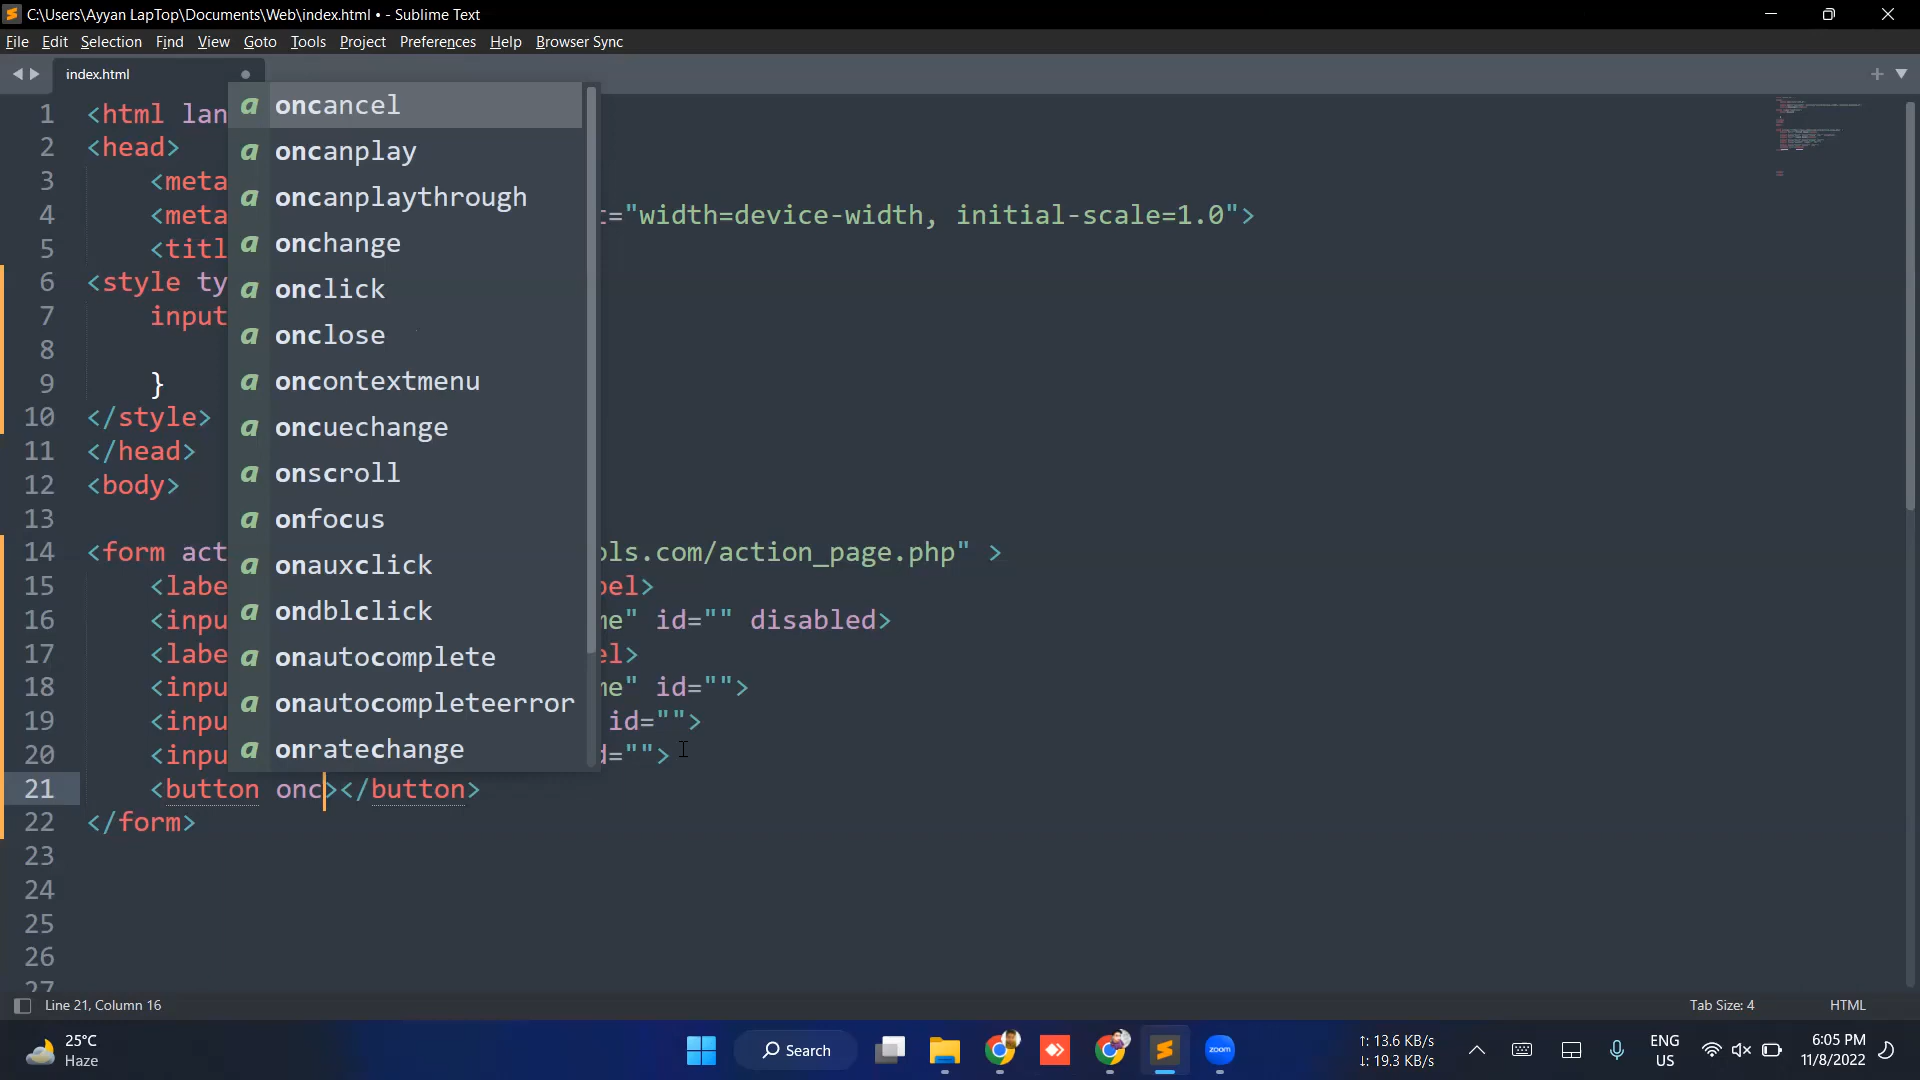 C:\Users\Ayyan LapTop\Documents\Web\index.html • - Sublime Text
File Edit Selection Find View Goto Tools Project Preferences Help Browser Sync
index.html
1 <html lan
2 <head>
3 <meta
4 <meta t="width=device-width, initial-scale=1.0">
5 <titl
6 <style ty
7 input
8
9 }
10 </style>
11 </head>
12 <body>
13
14 <form act ols.com/action_page.php" >
15 <labe bel>
16 <inpu me" id="" disabled>
17 <labe el>
18 <inpu me" id="">
19 <inpu id="">
20 <inpu d="">
21 <button onc></button>
22 </form>
23
24
25
26
27
a oncancel
a oncanplay
a oncanplaythrough
a onchange
a onclick
a onclose
a oncontextmenu
a oncuechange
a onscroll
a onfocus
a onauxclick
a ondblclick
a onautocomplete
a onautocompleteerror
a onratechange
Line 21, Column 16
Tab Size: 4
HTML
25°C
Haze
Search
zoom
↑: 13.6 KB/s
↓: 19.3 KB/s
ENG
US
6:05 PM
11/8/2022